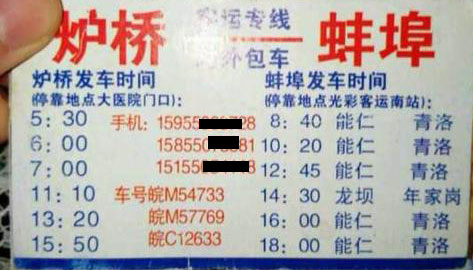 炉桥 客运专线 蚌埠
对外包车
炉桥发车时间 蚌埠发车时间
(停靠地点大医院门口): (停靠地点光彩客运南站):
5:30 手机: 15955 728 8:40 能仁 青洛
6:00 15855 81 10:20 能仁 青洛
7:00 15155 8 12:45 能仁 青洛
11:10 车号皖M54733 14:30 龙坝 年家岗
13:20 皖M57769 16:00 能仁 青洛
15:50 皖C12633 18:00 能仁 青洛